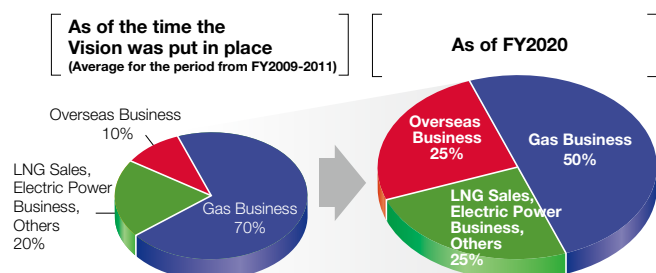 As of the time the
Vision was put in place
(Average for the period from FY2009-2011)
Overseas Business
10%
LNG Sales,
Electric Power
Business,
Others
20%
Gas Business
70%
As of FY2020
Overseas
Business
25%
Gas Business
50%
LNG Sales,
Electric Power
Business,
Others
25%